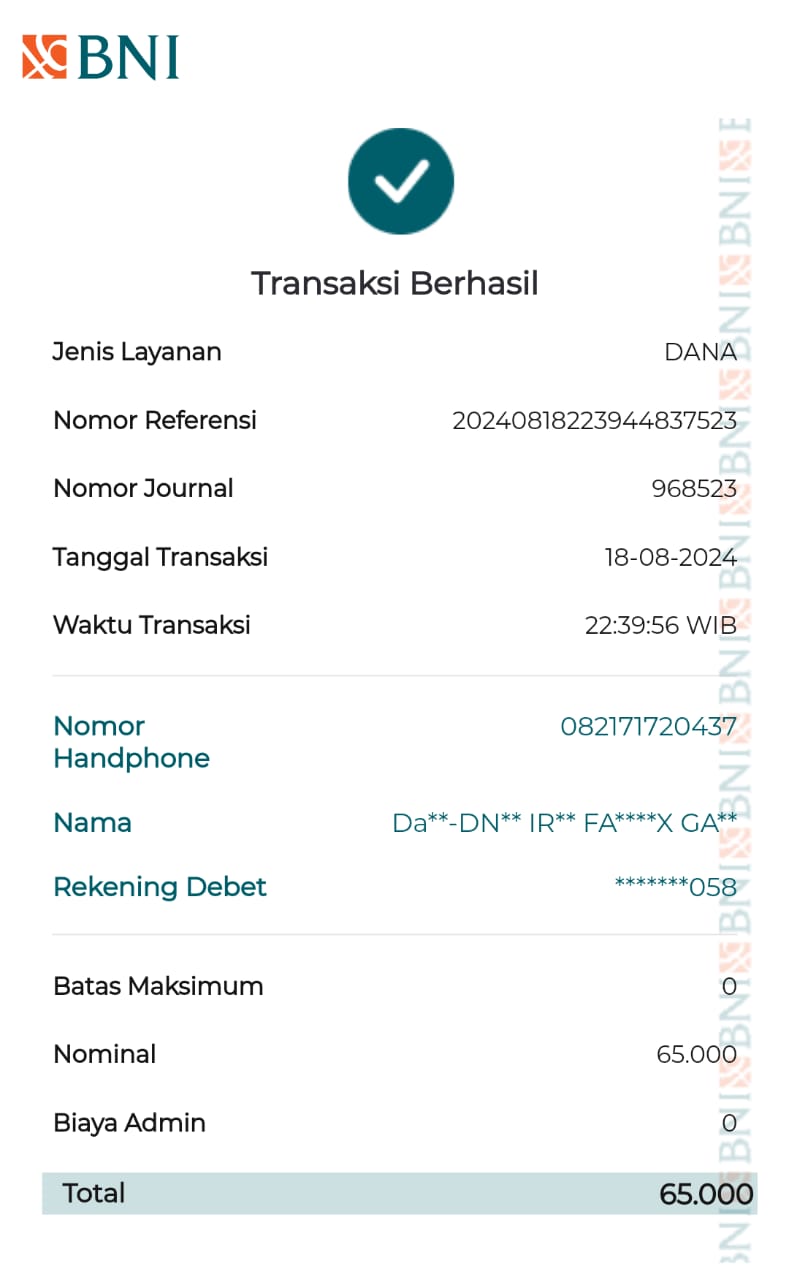 BNI
Transaksi Berhasil
Jenis Layanan DANA
Nomor Referensi 20240818223944837523
Nomor Journal 968523
Tanggal Transaksi 18-08-2024
Waktu Transaksi 22:39:56 WIB
Nomor Handphone 082171720437
Nama Da**-DN** IR** FA****X GA**
Rekening Debet *******058
Batas Maksimum 0
Nominal 65.000
Biaya Admin 0
Total 65.000
BNI BNI BNI BNI BNI BNI BNI BNI BNI